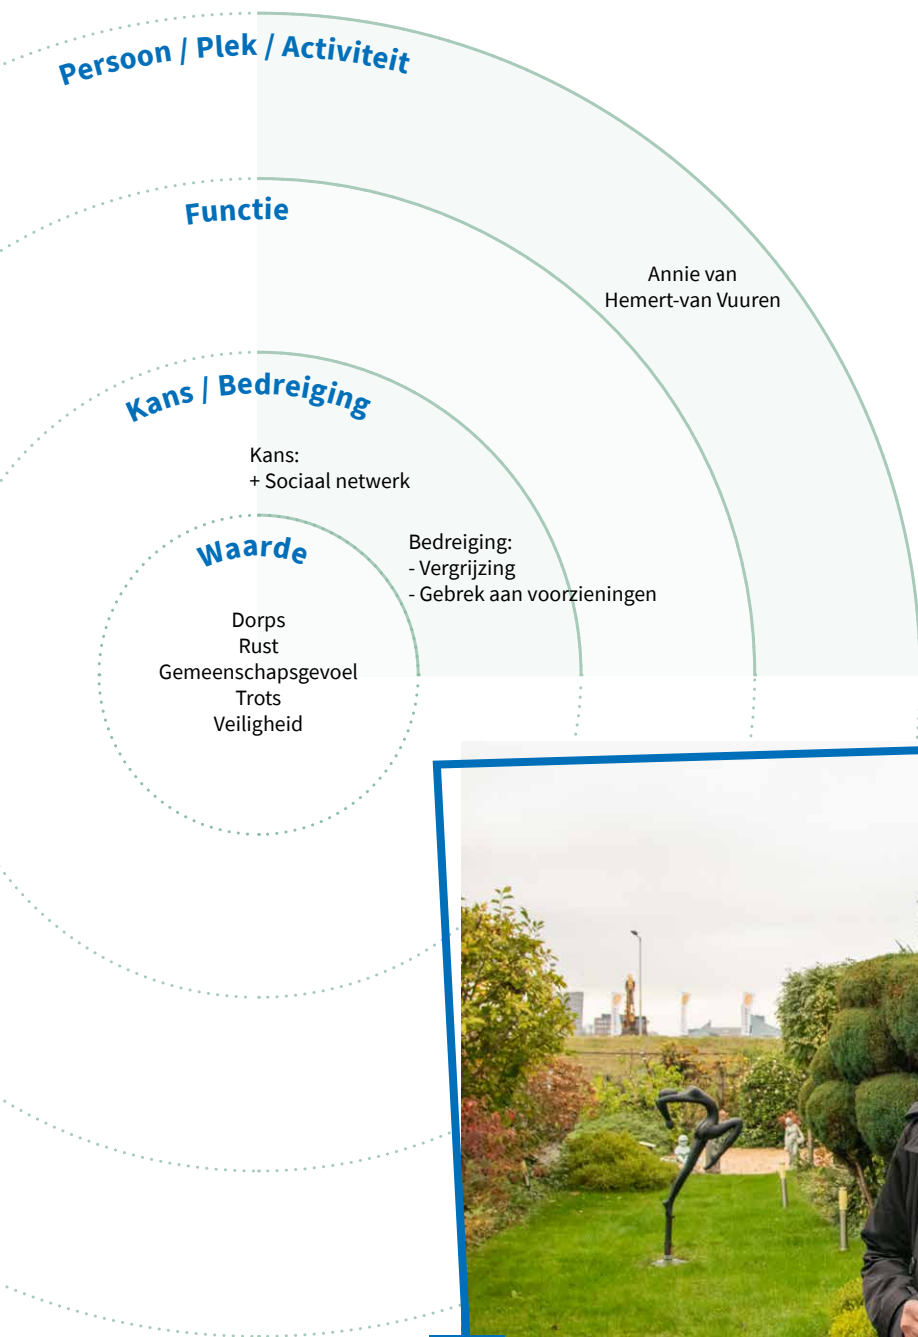 Persoon / Plek / Activiteit
Functie
Annie van
Hemert-van Vuuren
Kans / Bedreiging
Kans:
+ Sociaal netwerk
Bedreiging:
- Vergrijzing
- Gebrek aan voorzieningen
Waarde
Dorps
Rust
Gemeenschapsgevoel
Trots
Veiligheid